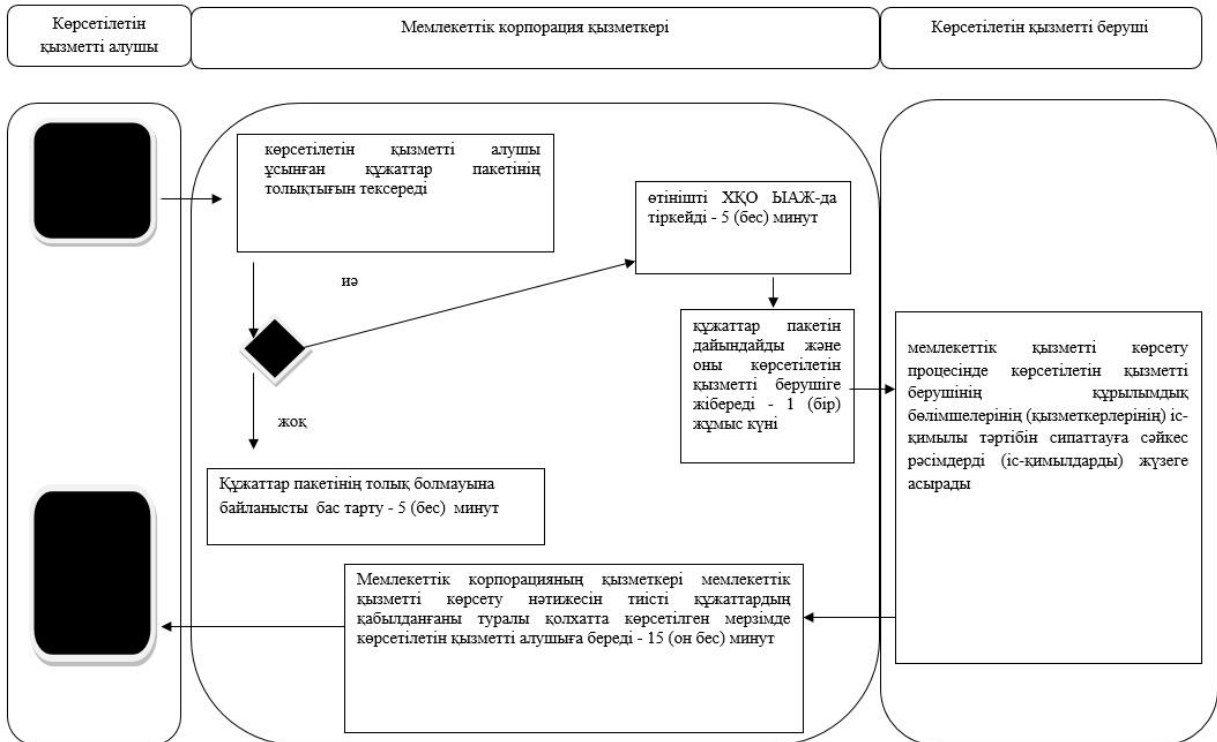 Көрсетілетін
қызметті алушы
Мемлекеттік корпорация қызметкері
Көрсетілетін қызметті беруші
көрсетілетін қызметті алушы
ұсынған құжаттар пакетінің
толықтығын тексереді
өтінішті ХҚО ЫАЖ-да
тіркейді - 5 (бес) минут
иә
құжаттар пакетін
дайындайды және
оны көрсетілетін
қызметті берушіге
жібереді - 1 (бір)
жұмыс күні
мемлекеттік қызметті көрсету
процесінде көрсетілетін қызметті
берушінің құрылымдық
бөлімшелерінің (қызметкерлерінің) іс-
қимылы тәртібін сипаттауға сәйкес
рәсімдерді (іс-қимылдарды) жүзеге
асырады
жоқ
Құжаттар пакетінің толық болмауына
байланысты бас тарту - 5 (бес) минут
Мемлекеттік корпорацияның қызметкері мемлекеттік
қызметті көрсету нәтижесін тиісті құжаттардың
қабылданғаны туралы қолхатта көрсетілген мерзімде
көрсетілетін қызметті алушыға береді - 15 (он бес) минут